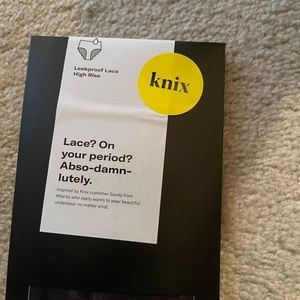 Leakproof Lace
High Rise
knix
Lace? On
your period?
Abso-damn-
lutely.
Inspired by Knix customer Sandy from
Atlanta who really wants to wear beautiful
underwear no matter what.